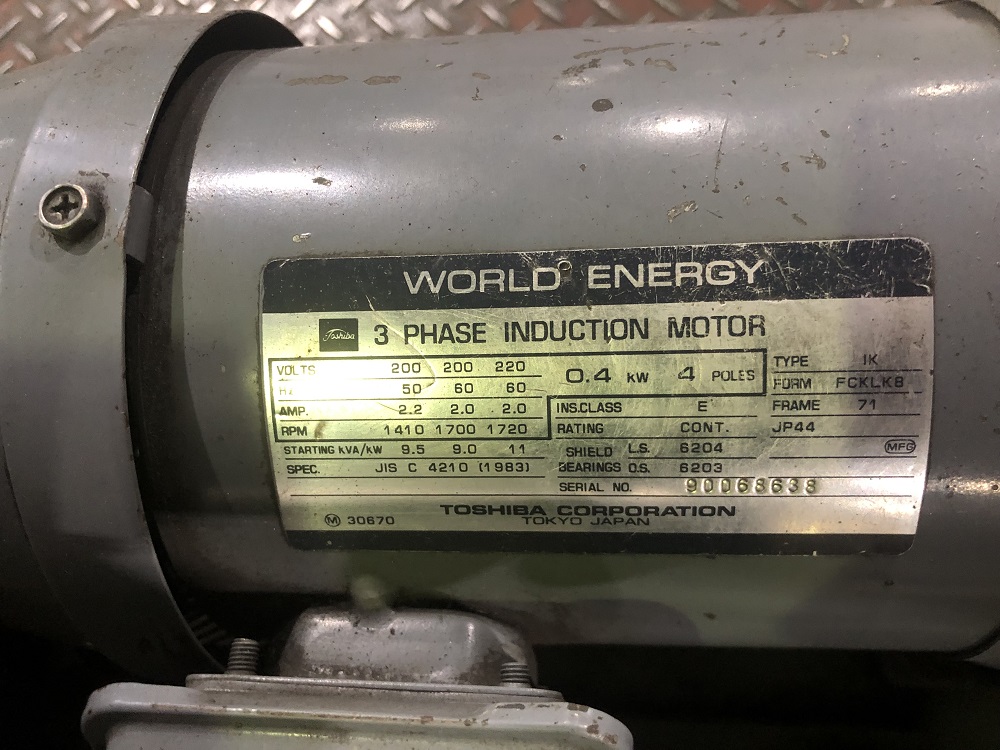 WORLD ENERGY
Toshiba 3 PHASE INDUCTION MOTOR
VOLTS 200 200 220 0.4 kW 4 POLES TYPE IK
Hz 50 60 60 FORM FCKLK8
AMP. 2.2 2.0 2.0 INS.CLASS E FRAME 71
RPM 1410 1700 1720 RATING CONT. JP44
STARTING kVA/kW 9.5 9.0 11 SHIELD BEARINGS L.S. 6204 MFG
SPEC. JIS C 4210 (1983) O.S. 6203
SERIAL NO. 90068638
TOSHIBA CORPORATION
M 30670 TOKYO JAPAN